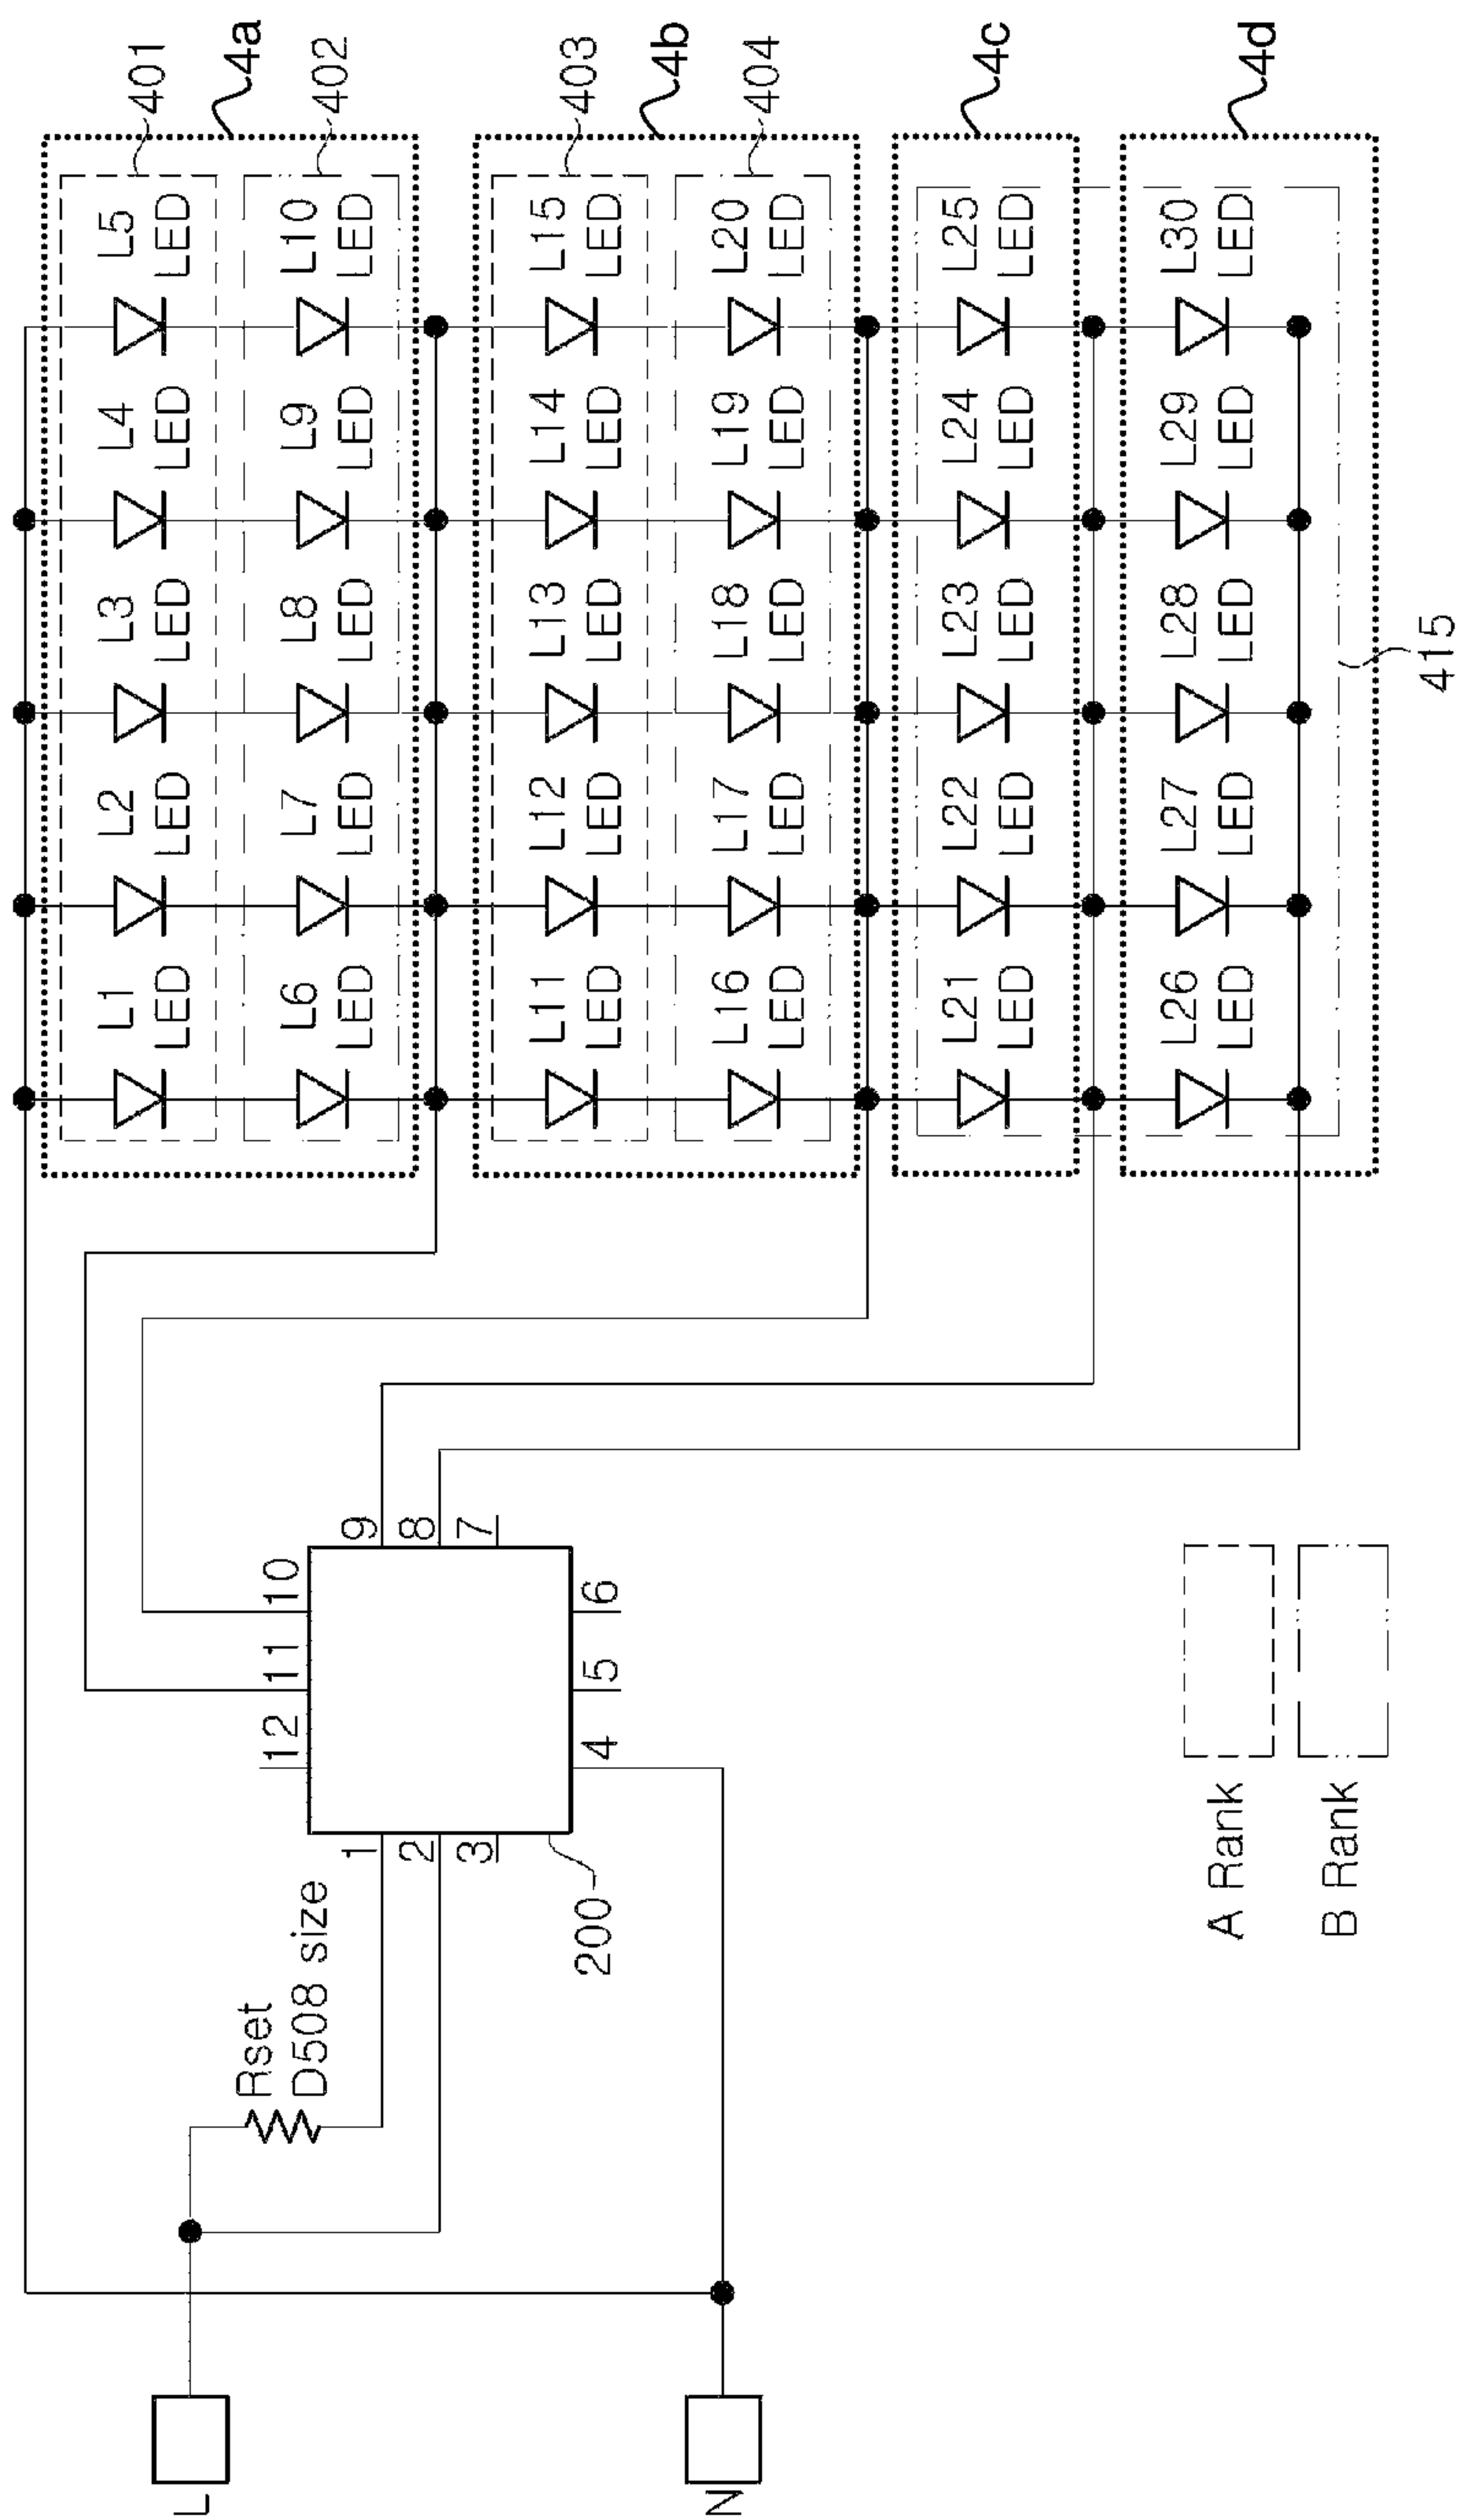 401
4a
402
403
4b
404
4c
4d
L1 LED
L2 LED
L3 LED
L4 LED
L5 LED
L6 LED
L7 LED
L8 LED
L9 LED
L10 LED
L11 LED
L12 LED
L13 LED
L14 LED
L15 LED
L16 LED
L17 LED
L18 LED
L19 LED
L20 LED
L21 LED
L22 LED
L23 LED
L24 LED
L25 LED
L26 LED
L27 LED
L28 LED
L29 LED
L30 LED
415
Rset
D508 size
12
11
10
1
2
3
9
8
7
4
5
6
200
L
N
A Rank
B Rank